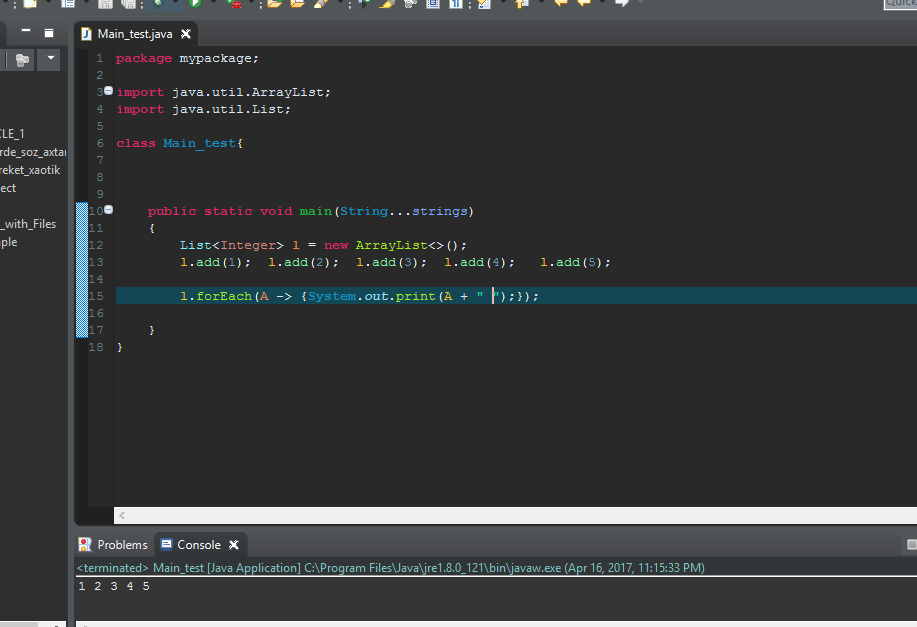 Quick
Main_test.java
CLE_1
rde_soz_axtar
reket_xaotik
ect
_with_Files
ple
1 package mypackage;
2
3 import java.util.ArrayList;
4 import java.util.List;
5
6 class Main_test{
7
8
9
10 public static void main(String...strings)
11 {
12 List<Integer> l = new ArrayList<>();
13 l.add(1); l.add(2); l.add(3); l.add(4); l.add(5);
14
15 l.forEach(A -> {System.out.print(A + " ");});
16
17 }
18 }
Problems Console
<terminated> Main_test [Java Application] C:\Program Files\Java\jre1.8.0_121\bin\javaw.exe (Apr 16, 2017, 11:15:33 PM)
1 2 3 4 5